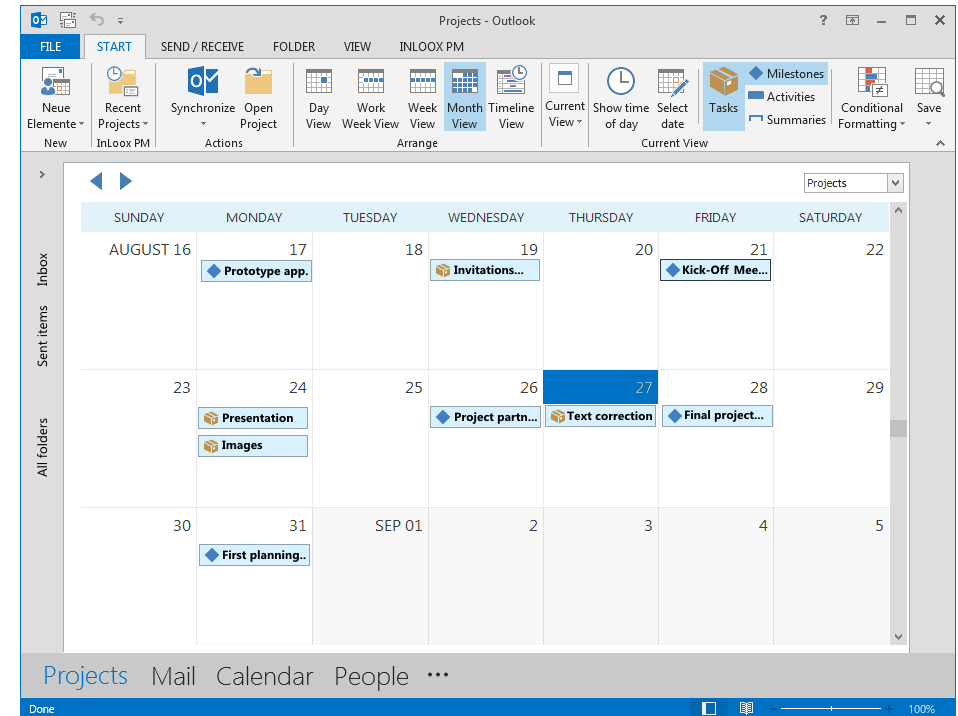 Projects - Outlook
?
FILE START SEND / RECEIVE FOLDER VIEW INLOOX PM
Neue Elemente
Recent Projects
Synchronize
Open Project
Day View
Work Week View
Week View
Month View
Timeline View
Current View
Show time of day
Select date
Tasks
Milestones
Activities
Summaries
Conditional Formatting
Save
New InLoox PM Actions Arrange Current View
Projects
SUNDAY MONDAY TUESDAY WEDNESDAY THURSDAY FRIDAY SATURDAY
AUGUST 16 17 18 19 20 21 22
Prototype app. Invitations... Kick-Off Mee...
23 24 25 26 27 28 29
Presentation Project partn... Text correction Final project...
Images
30 31 SEP 01 2 3 4 5
First planning..
Inbox
Sent items
All folders
Projects Mail Calendar People ···
Done 100%